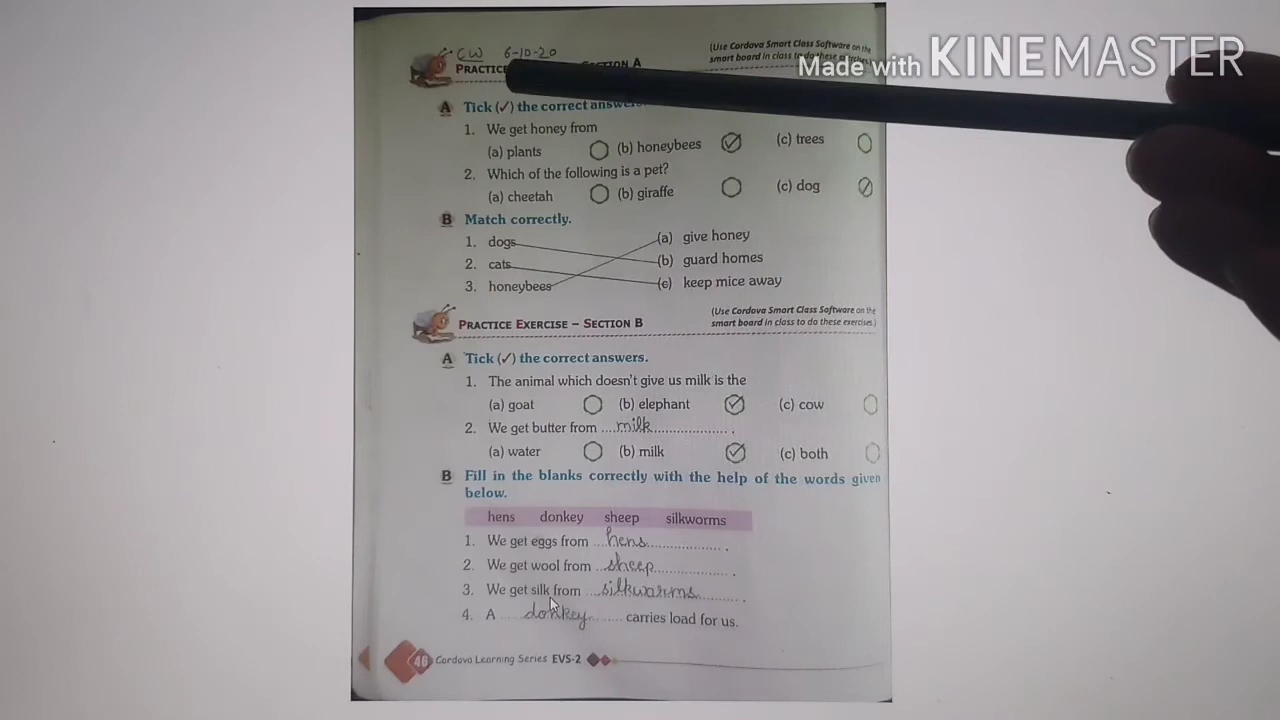 CW 6-10-20
(Use Cordova Smart Class Software on the
smart board in class to do these exercises)
Made with KINEMASTER
PRACTICE SECTION A
A Tick (✓) the correct answers.
1. We get honey from
(a) plants (b) honeybees (c) trees
2. Which of the following is a pet?
(a) cheetah (b) giraffe (c) dog
B Match correctly.
1. dogs (a) give honey
2. cats (b) guard homes
3. honeybees (c) keep mice away
PRACTICE EXERCISE – SECTION B
(Use Cordova Smart Class Software on the
smart board in class to do these exercises)
A Tick (✓) the correct answers.
1. The animal which doesn't give us milk is the
(a) goat (b) elephant (c) cow
2. We get butter from ....milk.................... .
(a) water (b) milk (c) both
B Fill in the blanks correctly with the help of the words given
below.
hens donkey sheep silkworms
1. We get eggs from ...hens.................... .
2. We get wool from ...sheep.................... .
3. We get silk from ...silkworms............ .
4. A ... donkey ....... carries load for us.
46 Cordova Learning Series EVS-2